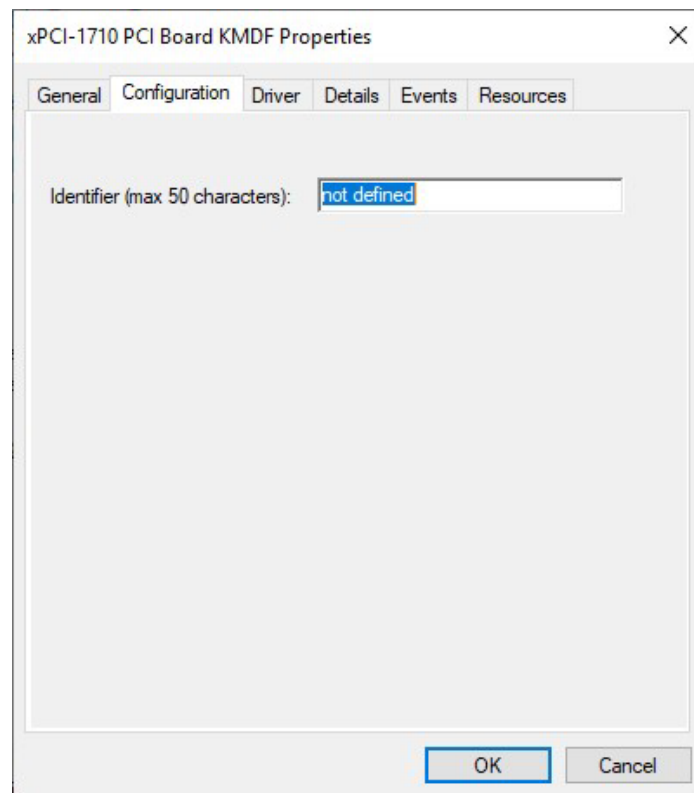 xPCI-1710 PCI Board KMDF Properties
General Configuration Driver Details Events Resources
Identifier (max 50 characters): not defined
OK Cancel